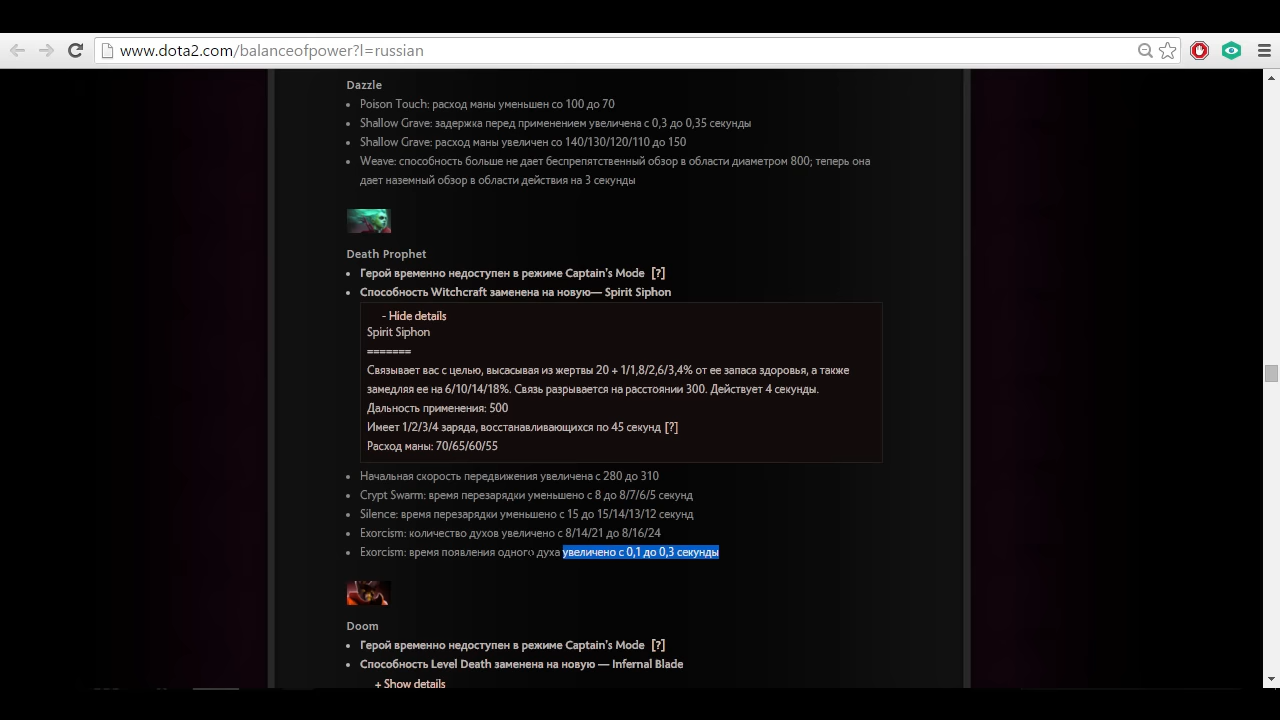 www.dota2.com/balanceofpower?l=russian
Dazzle
Poison Touch: расход маны уменьшен со 100 до 70
Shallow Grave: задержка перед применением увеличена с 0,3 до 0,35 секунды
Shallow Grave: расход маны увеличен со 140/130/120/110 до 150
Weave: способность больше не дает беспрепятственный обзор в области диаметром 800; теперь она
дает наземный обзор в области действия на 3 секунды
Death Prophet
Герой временно недоступен в режиме Captain's Mode [?]
Способность Witchcraft заменена на новую— Spirit Siphon
- Hide details
Spirit Siphon
=======
Связывает вас с целью, высасывая из жертвы 20 + 1/1,8/2,6/3,4% от ее запаса здоровья, а также
замедляя ее на 6/10/14/18%. Связь разрывается на расстоянии 300. Действует 4 секунды.
Дальность применения: 500
Имеет 1/2/3/4 заряда, восстанавливающихся по 45 секунд [?]
Расход маны: 70/65/60/55
Начальная скорость передвижения увеличена с 280 до 310
Crypt Swarm: время перезарядки уменьшено с 8 до 8/7/6/5 секунд
Silence: время перезарядки уменьшено с 15 до 15/14/13/12 секунд
Exorcism: количество духов увеличено с 8/14/21 до 8/16/24
Exorcism: время появления одного духа увеличено с 0,1 до 0,3 секунды
Doom
Герой временно недоступен в режиме Captain's Mode [?]
Способность Level Death заменена на новую — Infernal Blade
+ Show details